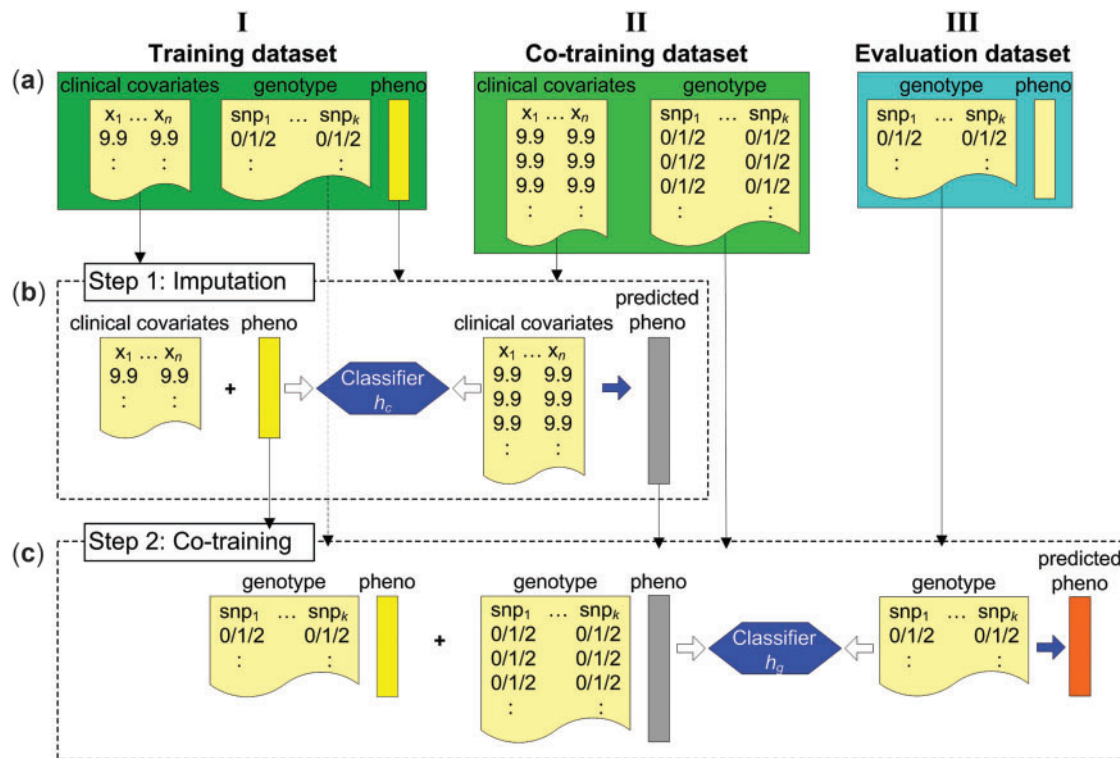 I II III
Training dataset Co-training dataset Evaluation dataset
(a)
clinical covariates genotype pheno clinical covariates genotype genotype pheno
x1 ... xn snp1 ... snpk x1 ... xn snp1 ... snpk snp1 ... snpk
9.9 9.9 0/1/2 0/1/2 9.9 9.9 0/1/2 0/1/2 0/1/2 0/1/2
: : : : 9.9 9.9 0/1/2 0/1/2 : :
9.9 9.9 0/1/2 0/1/2
: : : :
Step 1: Imputation
(b)
predicted
clinical covariates pheno clinical covariates pheno
x1 ... xn x1 ... xn
9.9 9.9 + Classifier 9.9 9.9
: : hc 9.9 9.9
9.9 9.9
: :
Step 2: Co-training
(c)
predicted
genotype pheno genotype pheno genotype pheno
snp1 ... snpk snp1 ... snpk snp1 ... snpk
0/1/2 0/1/2 + 0/1/2 0/1/2 Classifier 0/1/2 0/1/2
: : 0/1/2 0/1/2 hg : :
0/1/2 0/1/2
: :